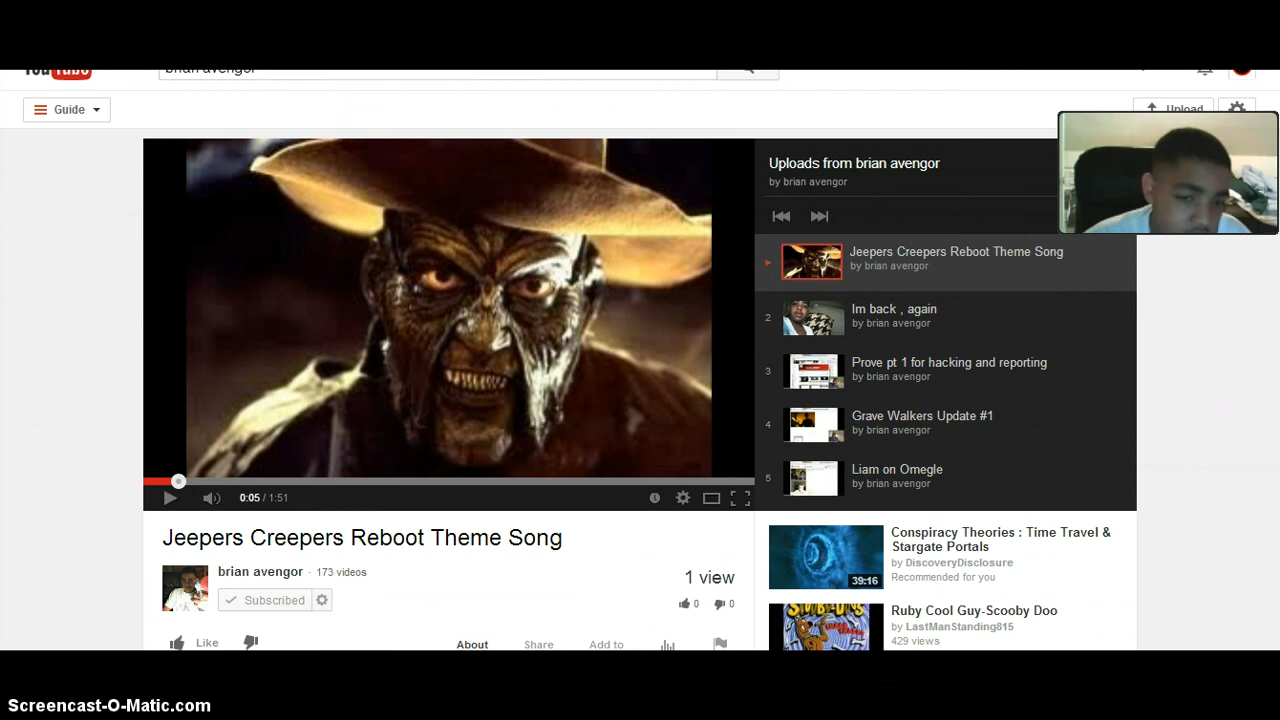 YouTube
brian avengor
Guide
Upload
Uploads from brian avengor
by brian avengor
Jeepers Creepers Reboot Theme Song
by brian avengor
2
Im back , again
by brian avengor
3
Prove pt 1 for hacking and reporting
by brian avengor
4
Grave Walkers Update #1
by brian avengor
5
Liam on Omegle
by brian avengor
0:05 / 1:51
Jeepers Creepers Reboot Theme Song
brian avengor · 173 videos
Subscribed
1 view
0 0
Like
About Share Add to
Conspiracy Theories : Time Travel &
Stargate Portals
by DiscoveryDisclosure
Recommended for you
39:16
Ruby Cool Guy-Scooby Doo
by LastManStanding815
429 views
Screencast-O-Matic.com